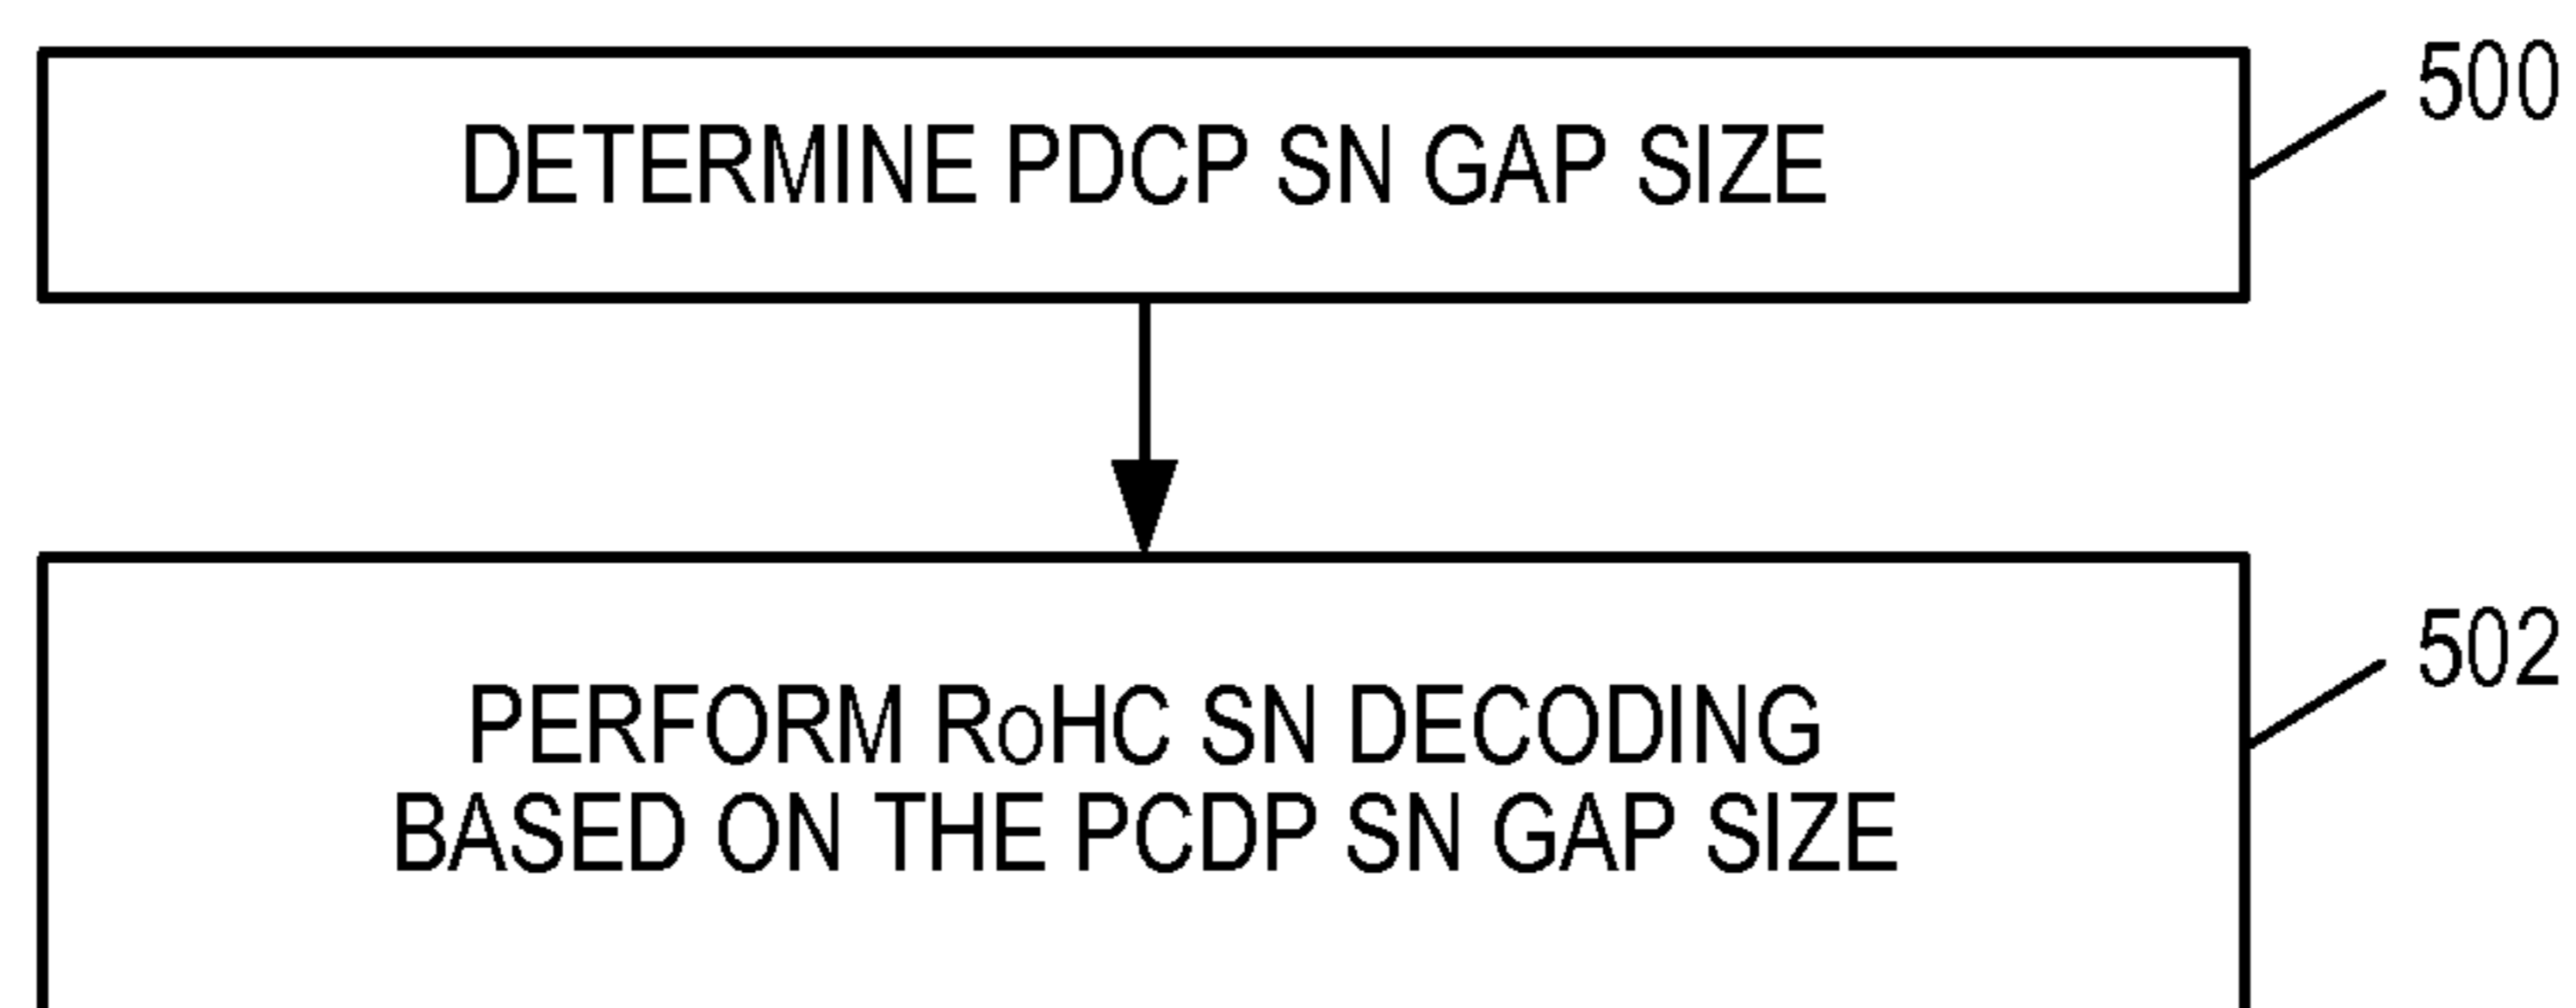 DETERMINE PDCP SN GAP SIZE
500
PERFORM RoHC SN DECODING
BASED ON THE PCDP SN GAP SIZE
502